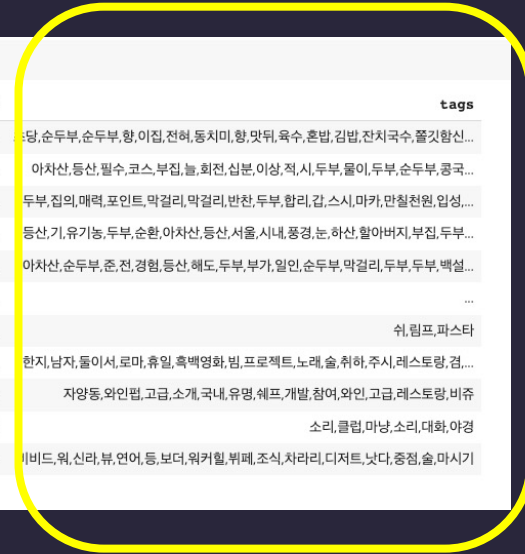 tags
당,순두부,순두부,향,이집,전혀,동치미,향,맛뒤,육수,혼밥,김밥,잔치국수,쫄깃함신...
아차산,등산,필수,코스,부집,늘,회전,십분,이상,적,시,두부,물이,두부,순두부,콩국...
두부,집의,매력,포인트,막걸리,막걸리,반찬,두부,합리,갑,스시,마카,만칠천원,입성,...
등산,기,유기농,두부,순환,아차산,등산,서울,시내,풍경,눈,하산,할아버지,부집,두부...
아차산,순두부,준,전,경험,등산,해도,두부,부가,일인,순두부,막걸리,두부,두부,백설...
...
쉬,림프,파스타
한지,남자,둘이서,로마,휴일,흑백영화,빔,프로젝트,노래,술,취하,주시,레스토랑,겸,...
자양동,와인펍,고급,소개,국내,유명,쉐프,개발,참여,와인,고급,레스토랑,비쥬
소리,클럽,마냥,소리,대화,야경
비드,워,신라,뷰,연어,등,보더,워커힐,뷔페,조식,차라리,디저트,낫다,중점,술,마시기